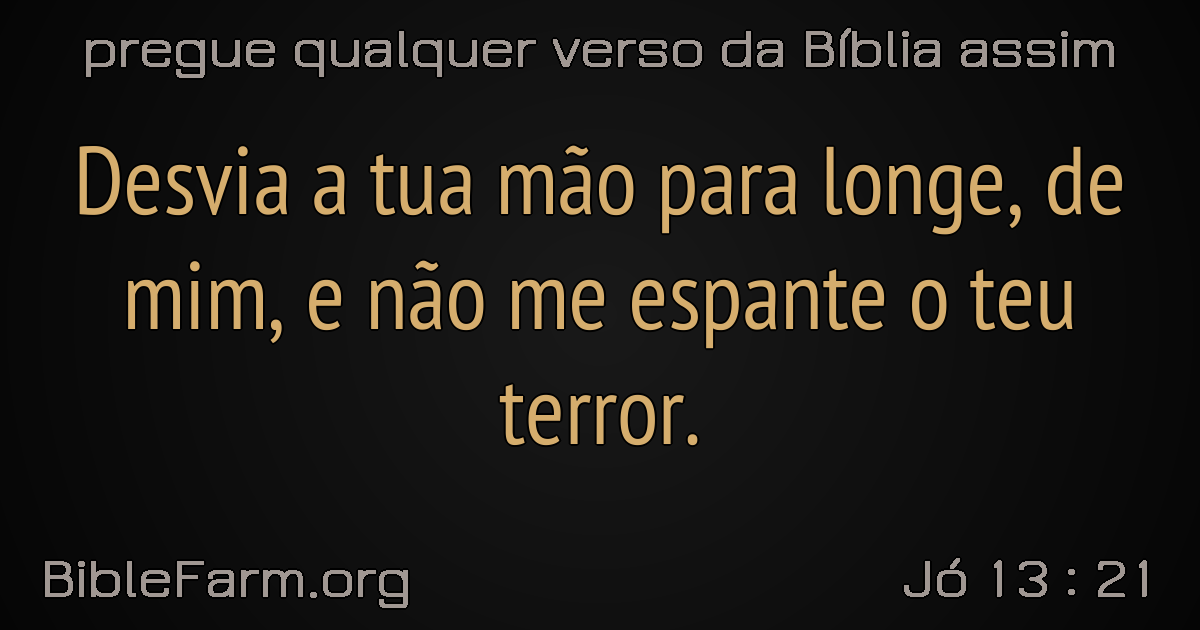 pregue qualquer verso da Bíblia assim
Desvia a tua mão para longe, de
mim, e não me espante o teu
terror.
BibleFarm.org
Jó 13 : 21